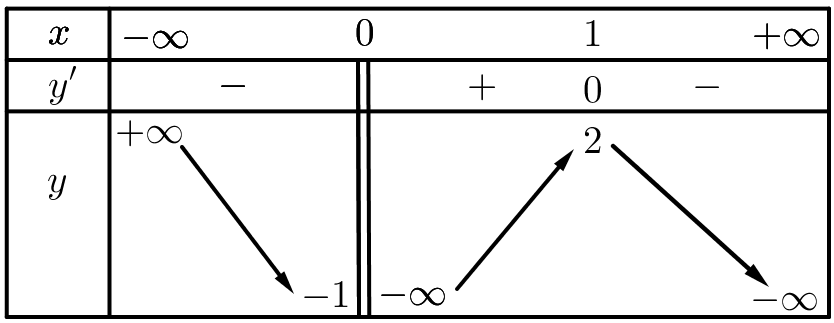 x −∞ 0 1 +∞
y′ − + 0 −
+∞ 2
y
−1 −∞ −∞